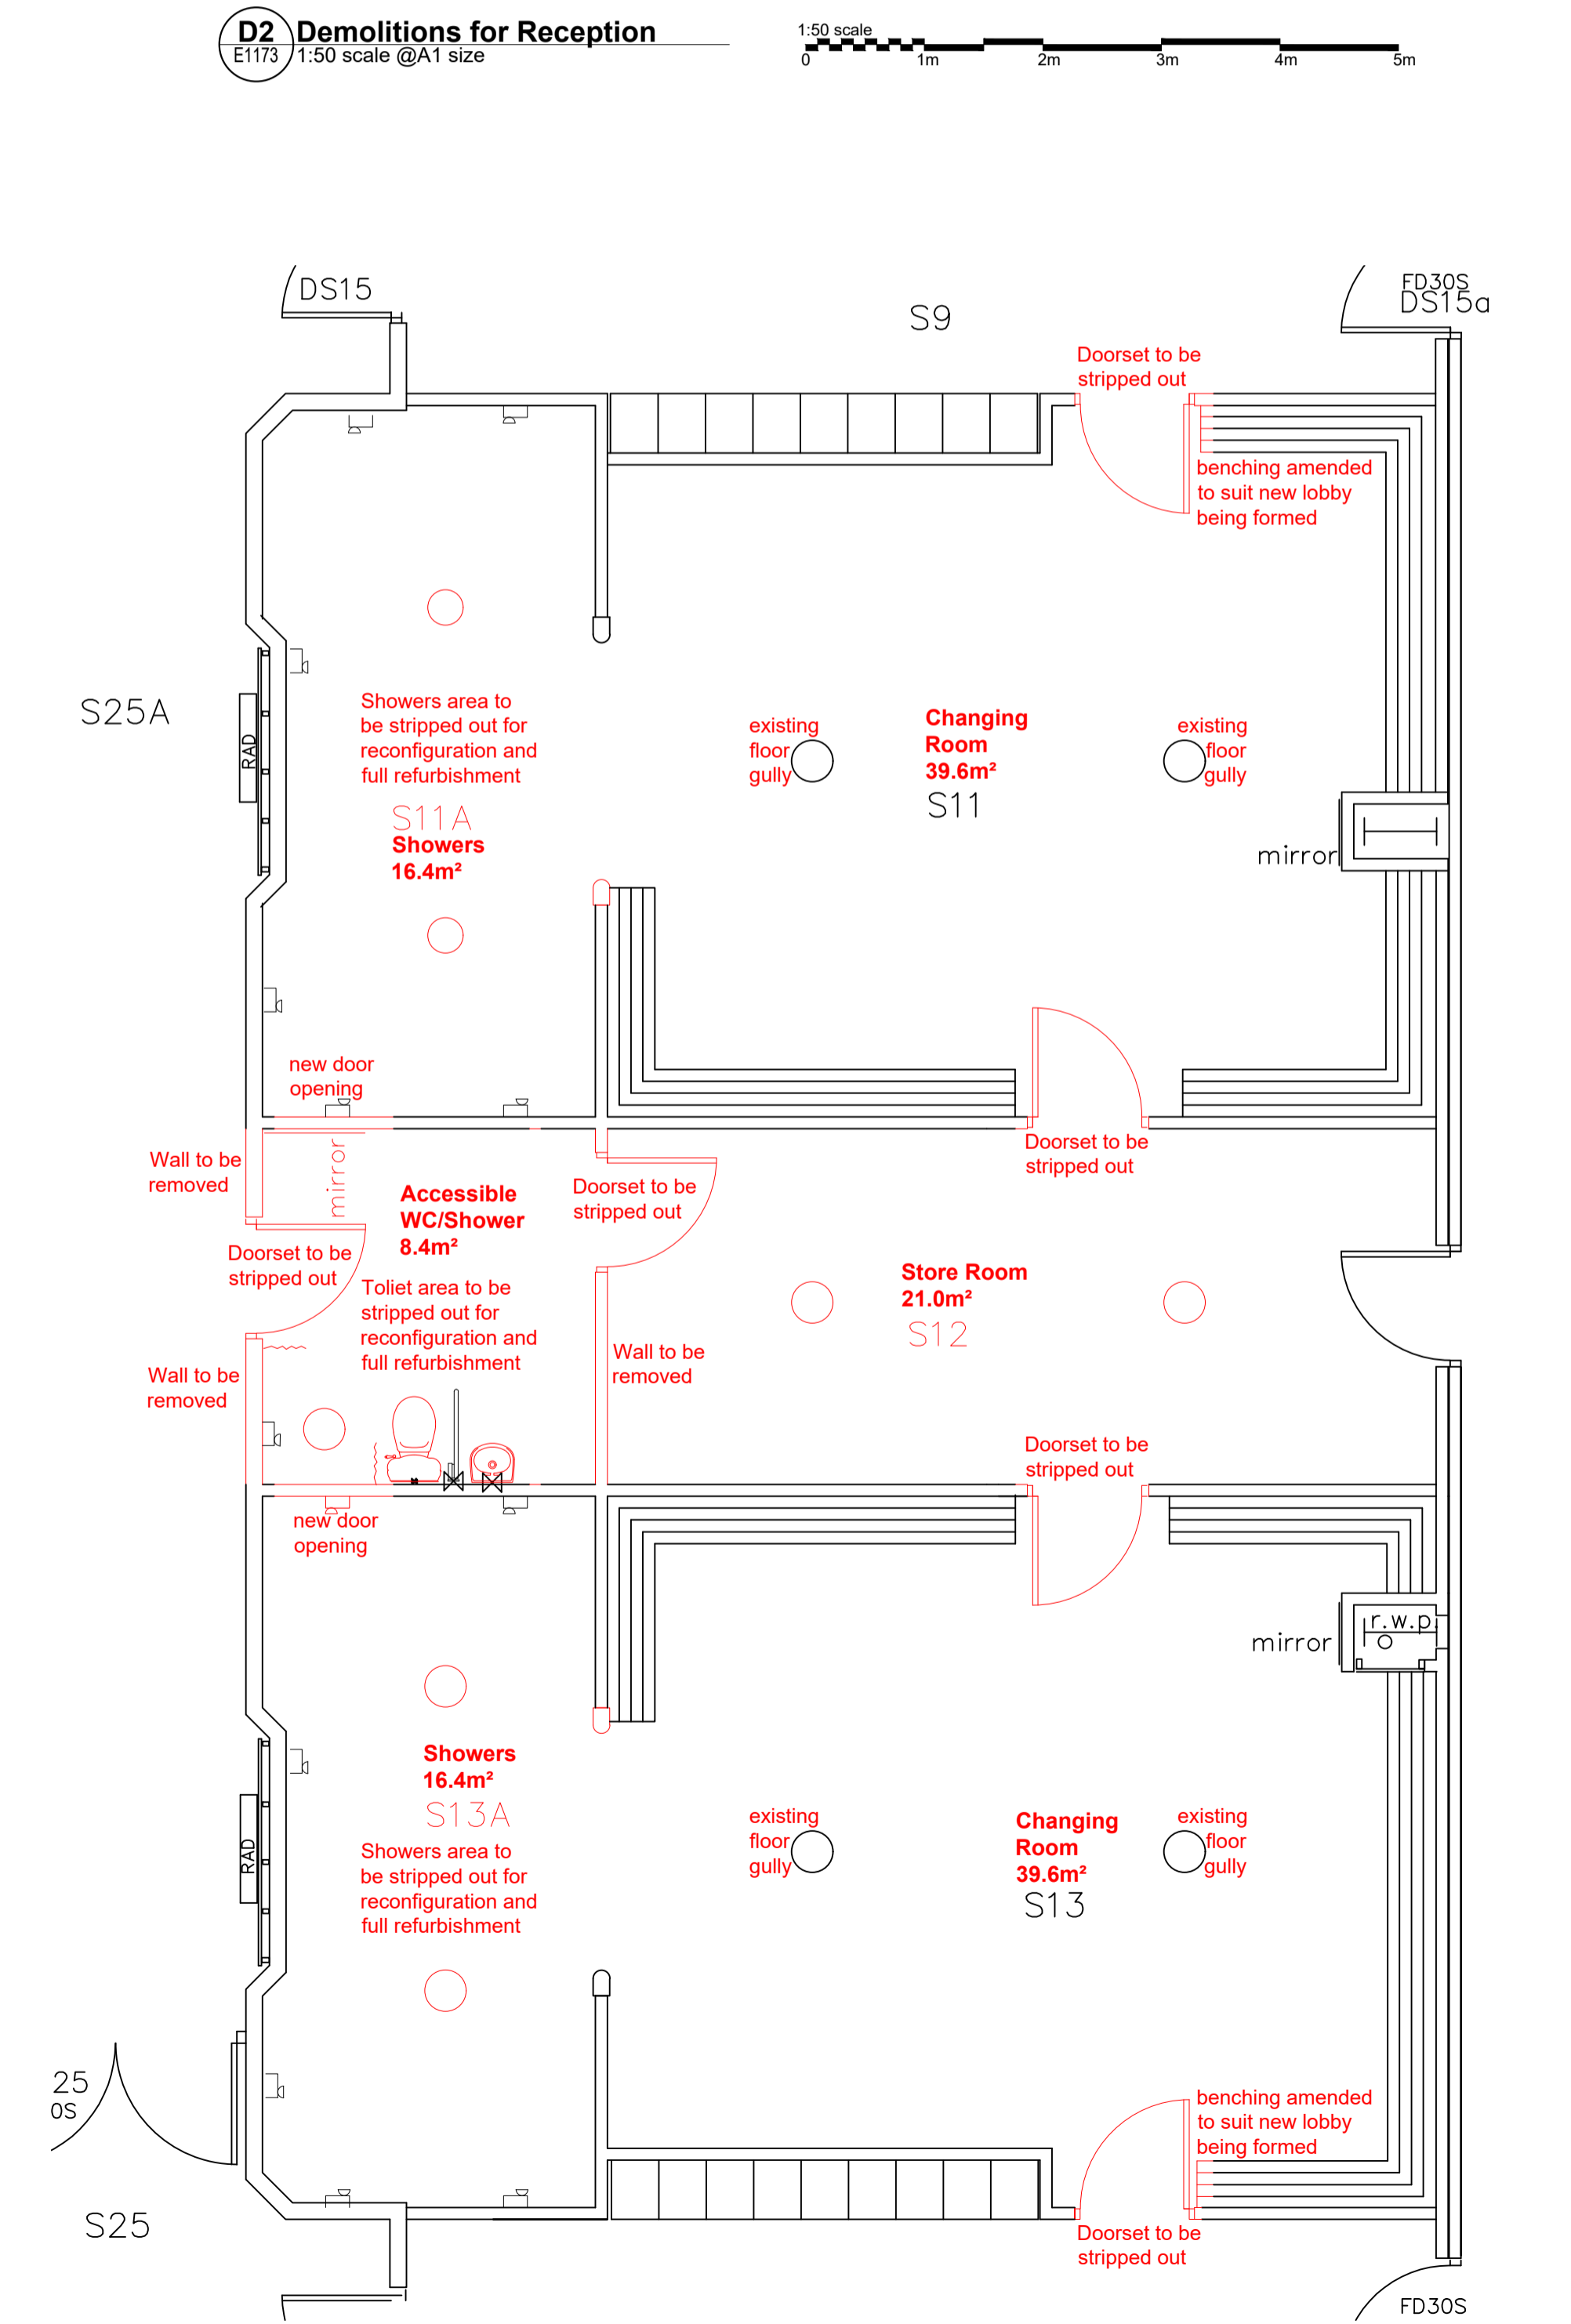 D2
E1173
Demolitions for Reception
1:50 scale @A1 size
1:50 scale
0 1m 2m 3m 4m 5m
DS15
S9
FD30S
DS15a
Doorset to be
stripped out
benching amended
to suit new lobby
being formed
S25A
RAD
Showers area to
be stripped out for
reconfiguration and
full refurbishment
S11A
Showers
16.4m²
existing
floor
gully
Changing
Room
39.6m²
S11
existing
floor
gully
mirror
new door
opening
Wall to be
removed
mirror
Accessible
WC/Shower
8.4m²
Doorset to be
stripped out
Doorset to be
stripped out
Doorset to be
stripped out
Toliet area to be
stripped out for
reconfiguration and
full refurbishment
Store Room
21.0m²
S12
Wall to be
removed
Wall to be
removed
Doorset to be
stripped out
new door
opening
r.w.p.
mirror
Showers
16.4m²
S13A
Showers area to
be stripped out for
reconfiguration and
full refurbishment
RAD
existing
floor
gully
Changing
Room
39.6m²
S13
existing
floor
gully
25
0S
S25
benching amended
to suit new lobby
being formed
Doorset to be
stripped out
FD30S